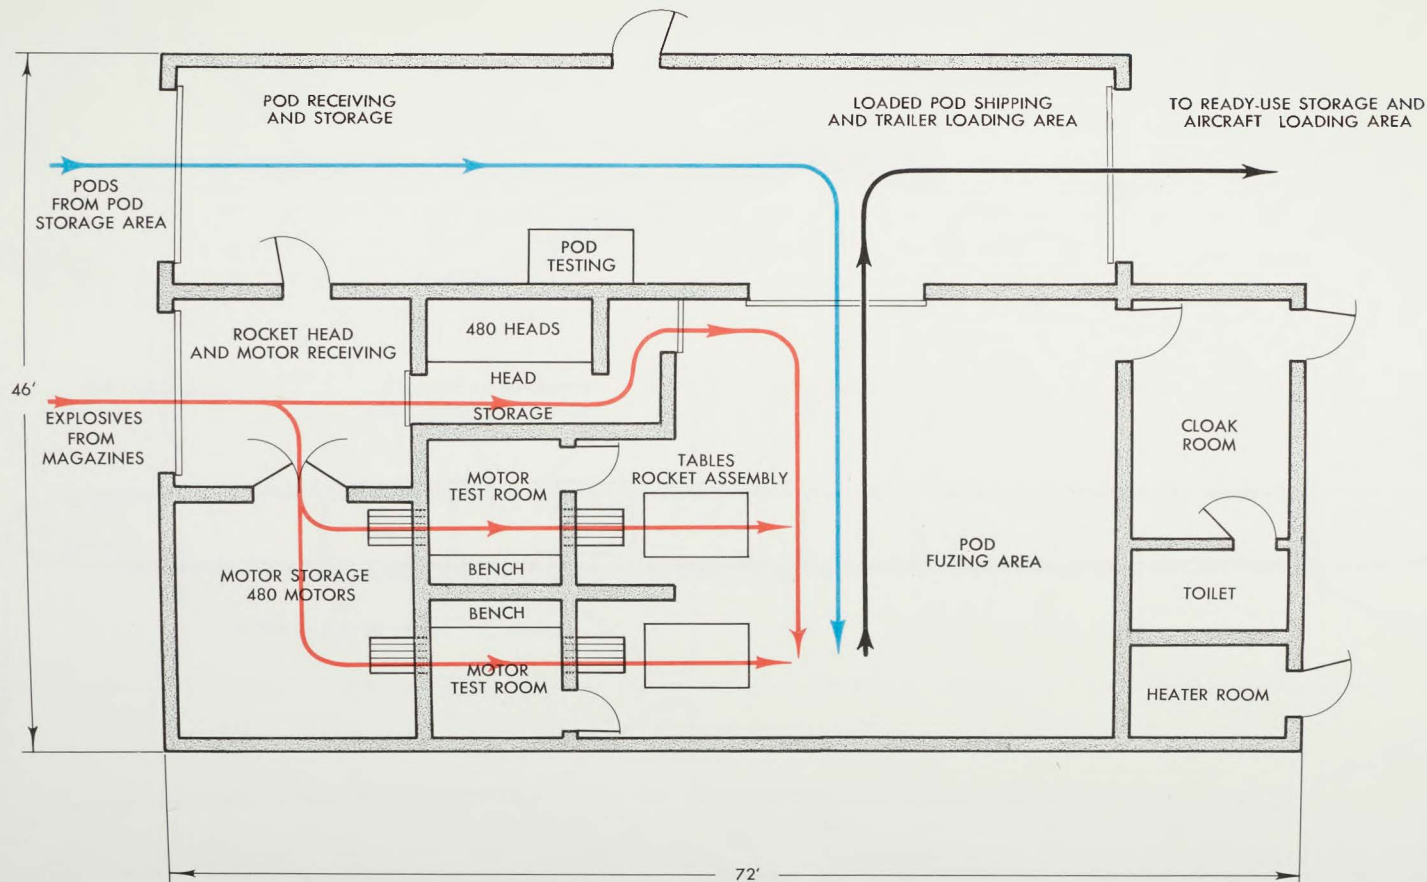 POD RECEIVING
AND STORAGE
LOADED POD SHIPPING
AND TRAILER LOADING AREA
TO READY-USE STORAGE AND
AIRCRAFT LOADING AREA
PODS
FROM POD
STORAGE AREA
POD
TESTING
ROCKET HEAD
AND MOTOR RECEIVING
480 HEADS
HEAD
STORAGE
46'
EXPLOSIVES
FROM
MAGAZINES
CLOAK
ROOM
MOTOR
TEST ROOM
TABLES
ROCKET ASSEMBLY
POD
FUZING AREA
BENCH
MOTOR STORAGE
480 MOTORS
BENCH
TOILET
MOTOR
TEST ROOM
HEATER ROOM
72'